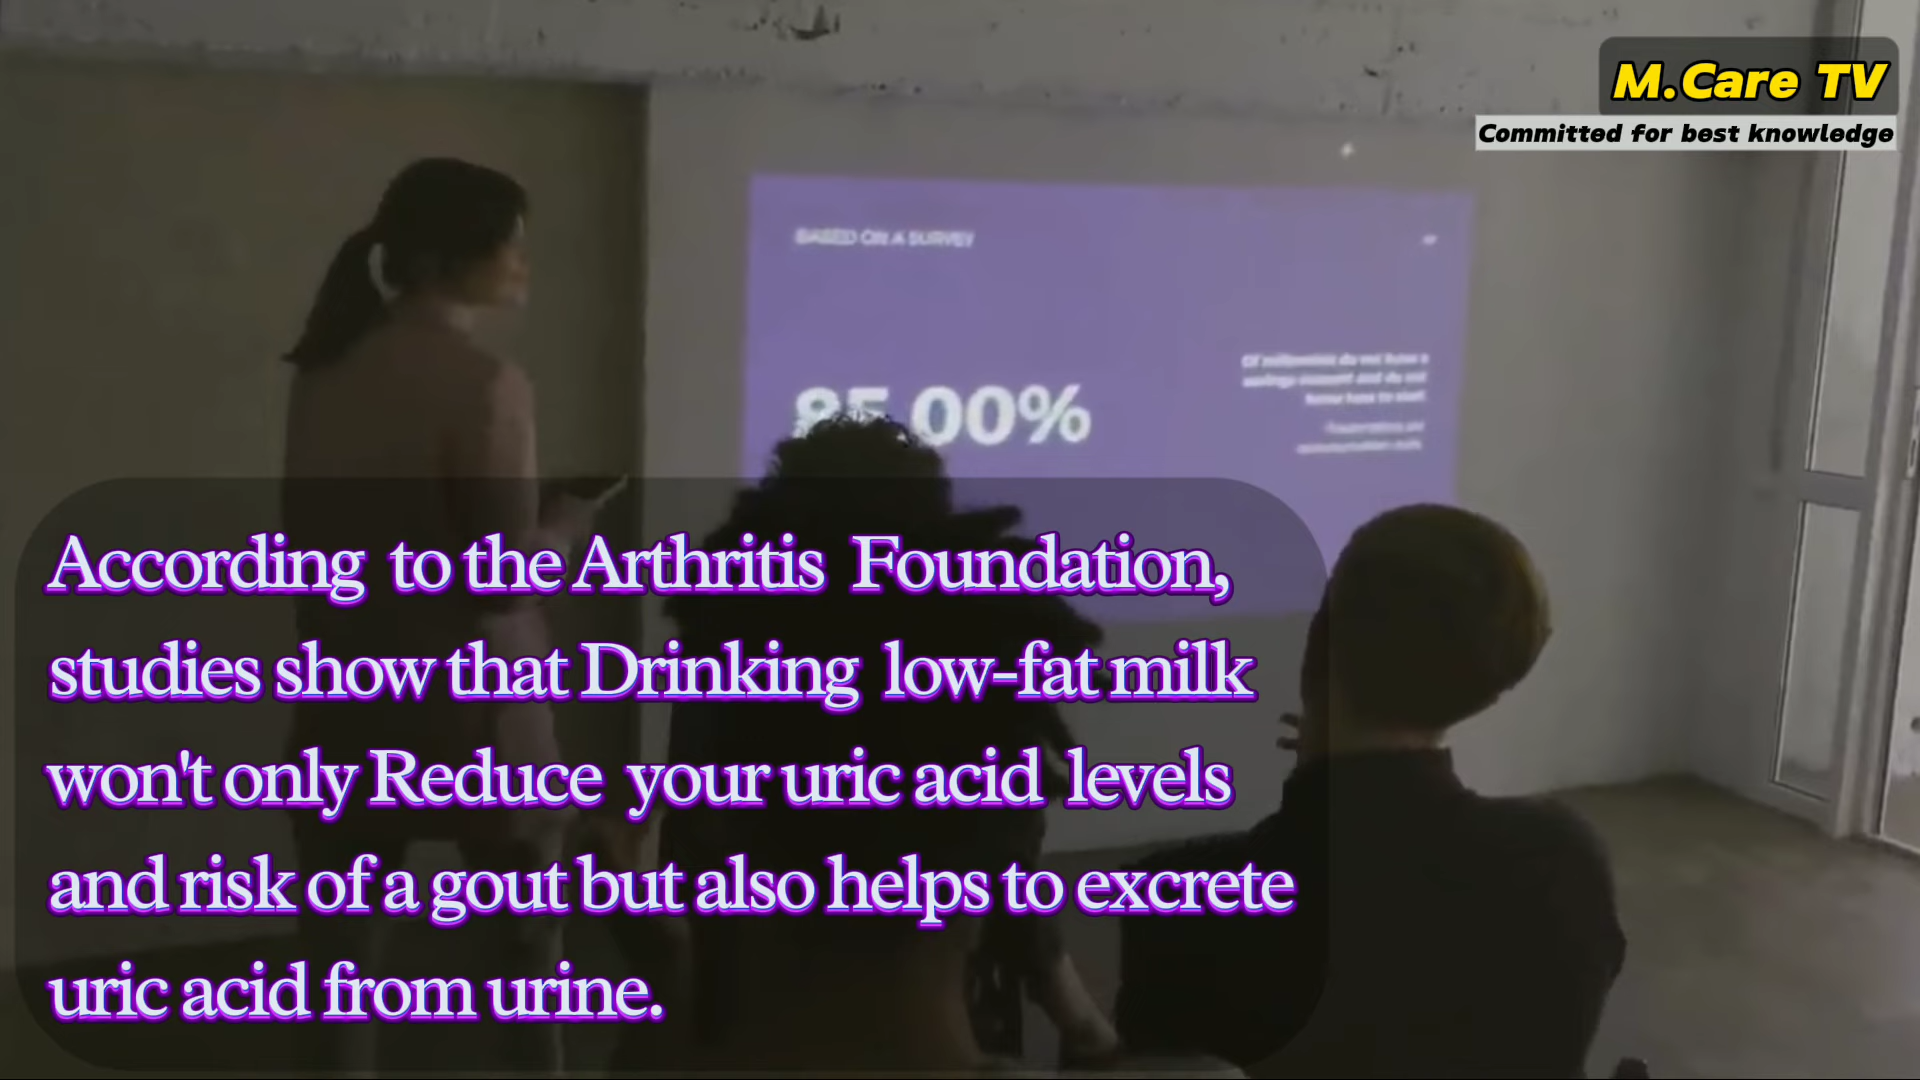 M.Care TV
Committed for best knowledge
BASED ON A SURVEY
85.00%
According to the Arthritis Foundation,
studies show that Drinking low-fat milk
won't only Reduce your uric acid levels
and risk of a gout but also helps to excrete
uric acid from urine.